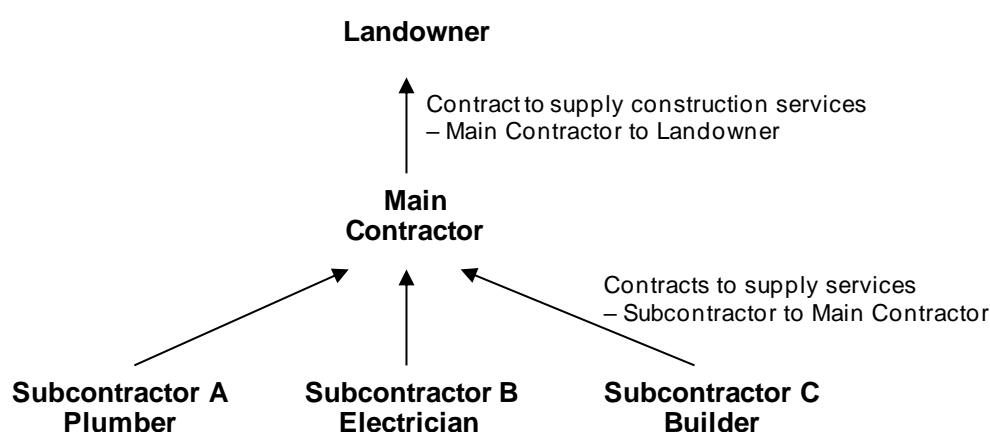 Landowner
Contract to supply construction services
– Main Contractor to Landowner
Main
Contractor
Contracts to supply services
– Subcontractor to Main Contractor
Subcontractor A
Plumber
Subcontractor B
Electrician
Subcontractor C
Builder